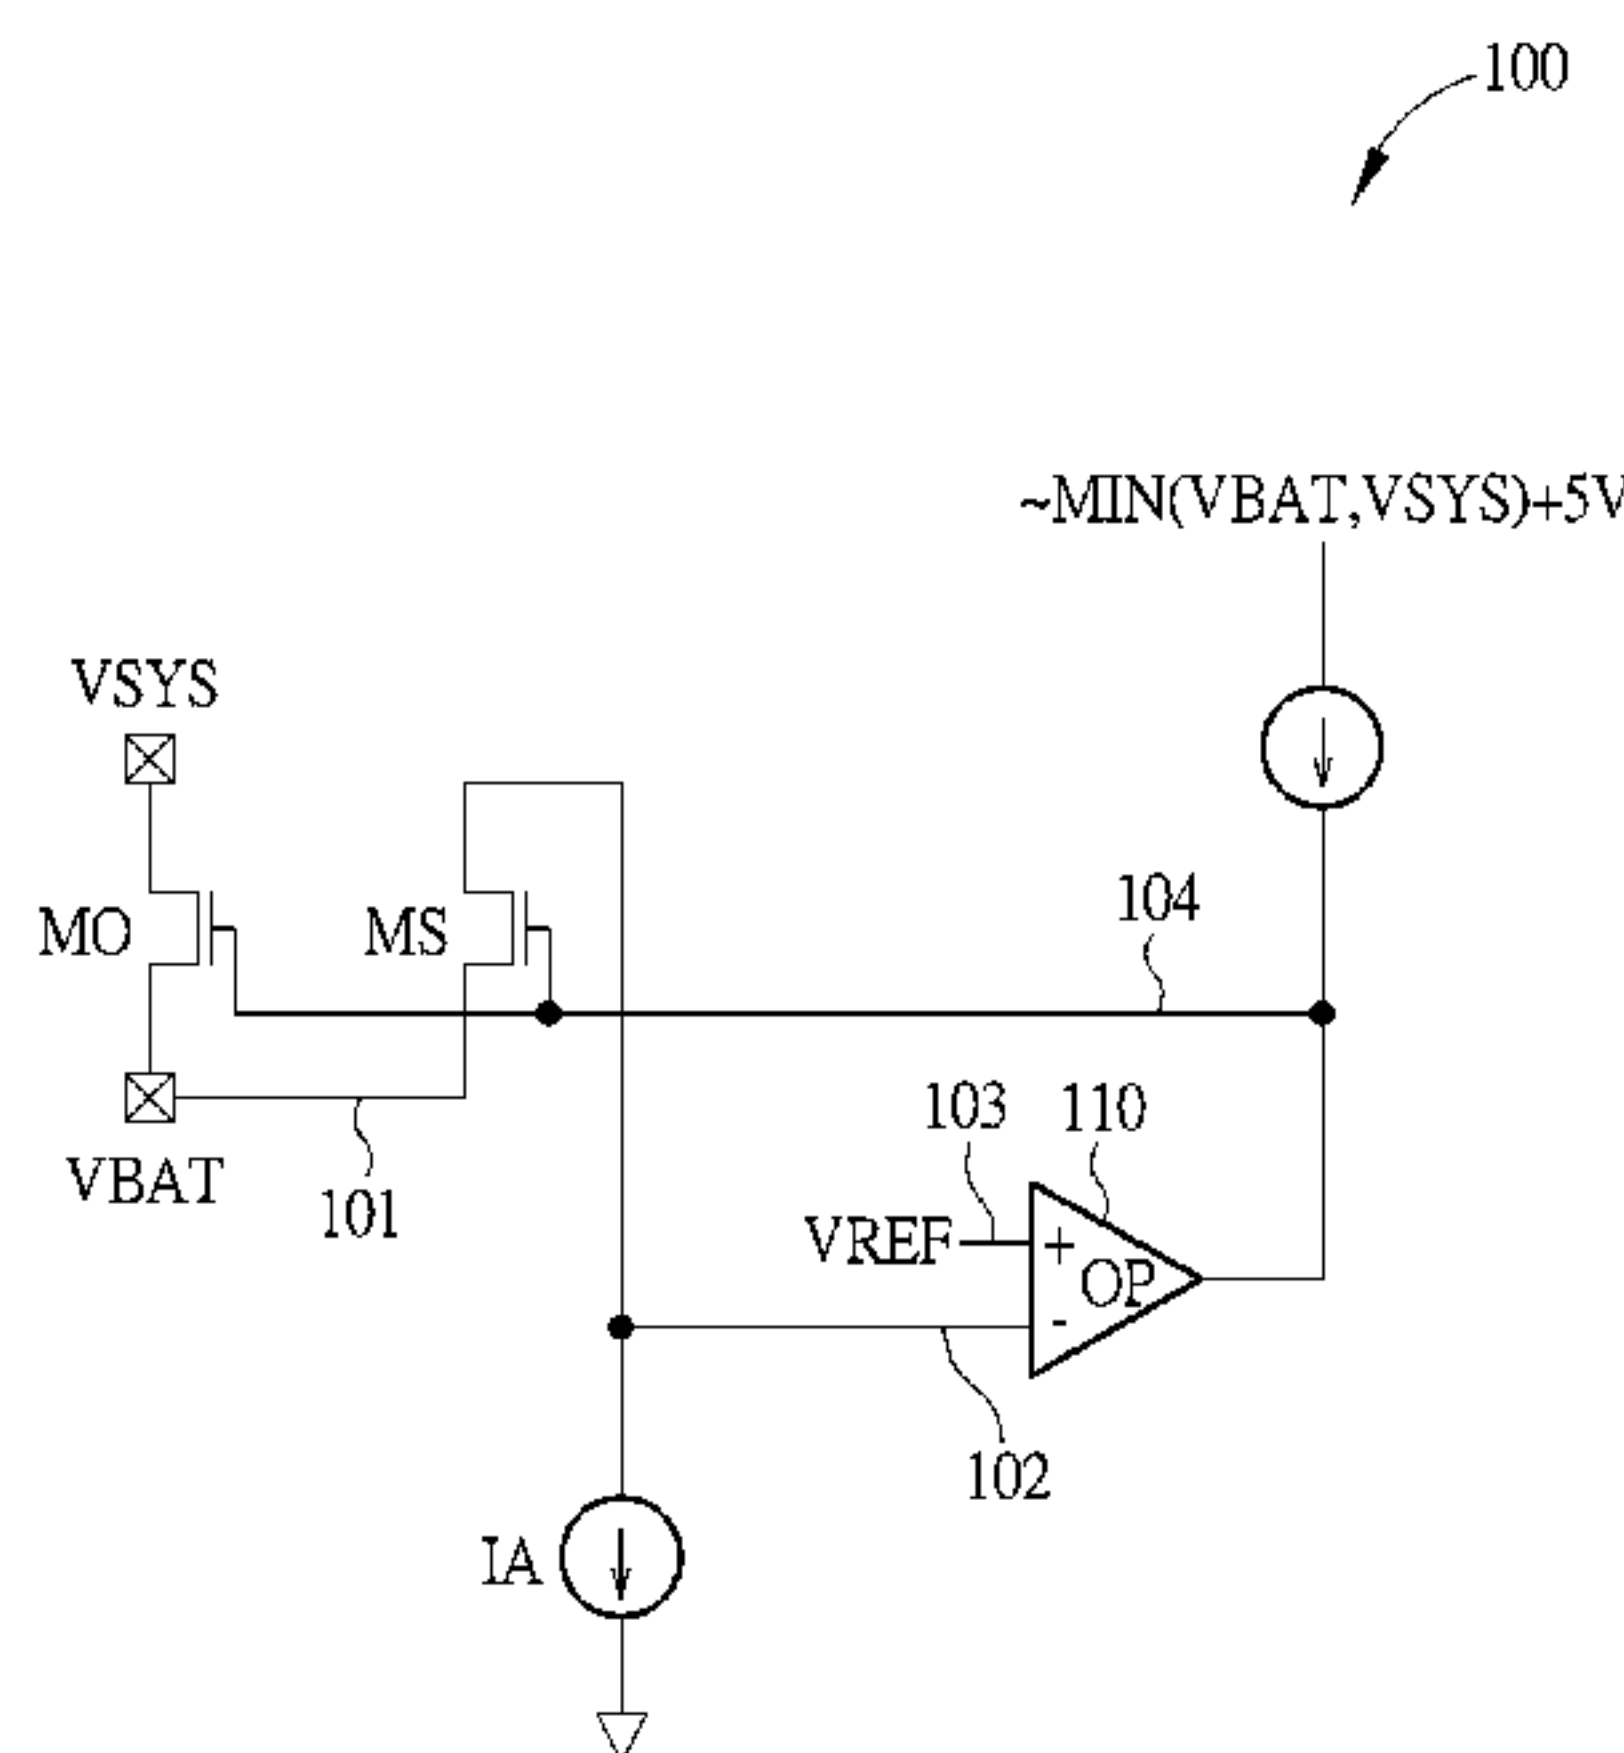 100
~MIN(VBAT,VSYS)+5V
VSYS
MO
MS
104
103
110
VBAT
101
VREF
+
OP
-
102
IA